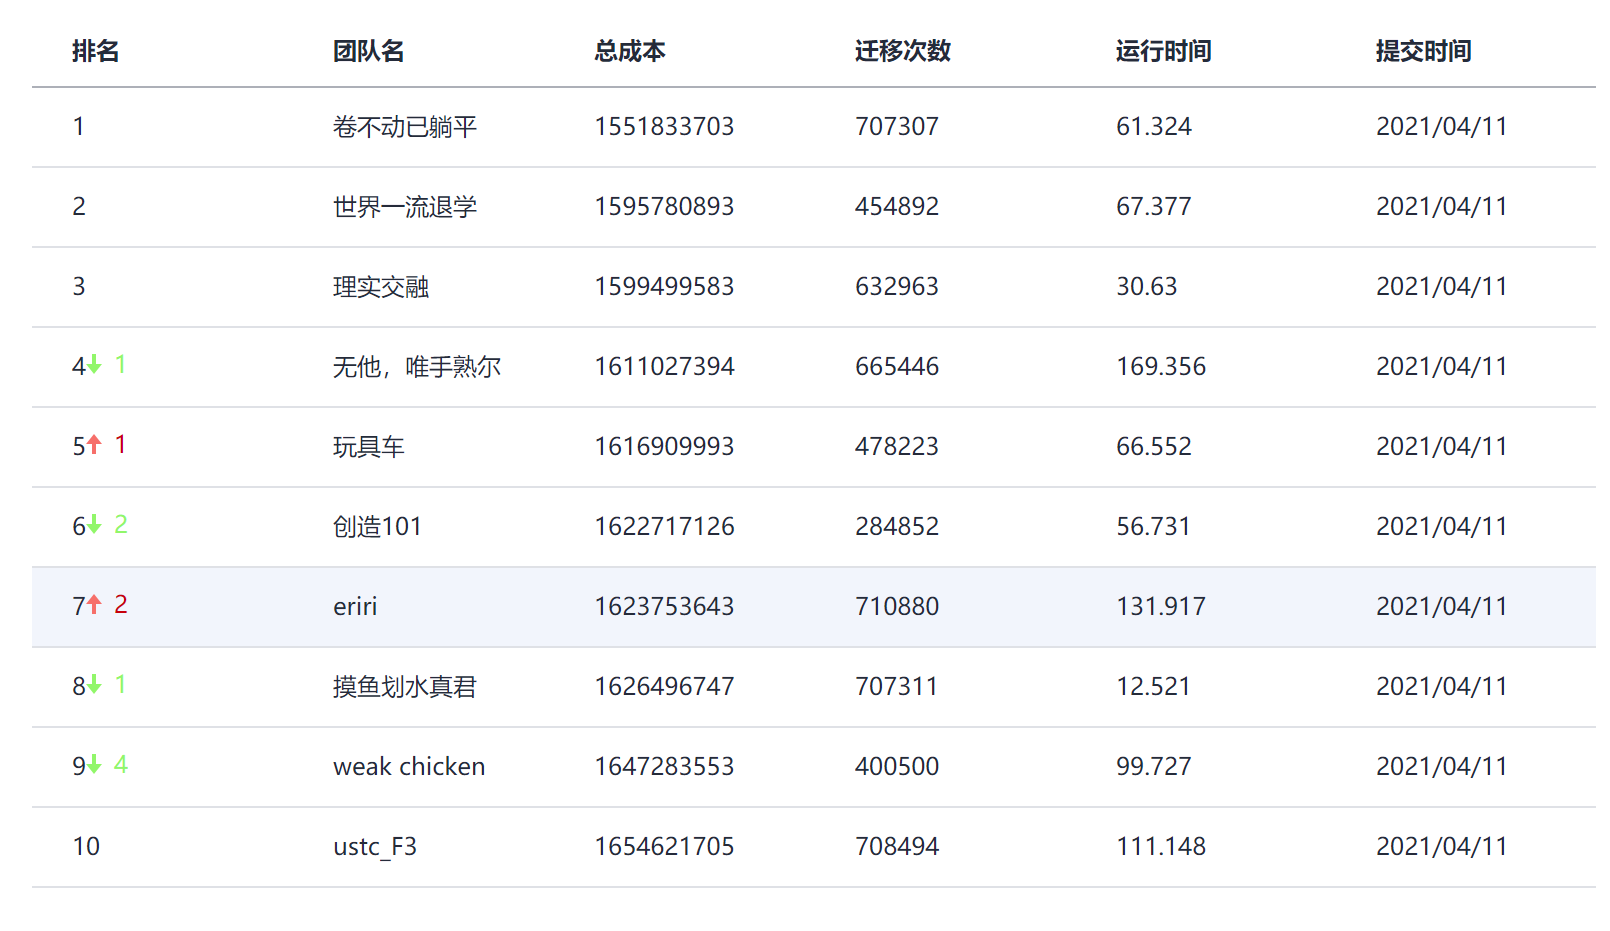 排名 团队名 总成本 迁移次数 运行时间 提交时间
1 卷不动已躺平 1551833703 707307 61.324 2021/04/11
2 世界一流退学 1595780893 454892 67.377 2021/04/11
3 理实交融 1599499583 632963 30.63 2021/04/11
4 1 无他，唯手熟尔 1611027394 665446 169.356 2021/04/11
5 1 玩具车 1616909993 478223 66.552 2021/04/11
6 2 创造101 1622717126 284852 56.731 2021/04/11
7 2 eriri 1623753643 710880 131.917 2021/04/11
8 1 摸鱼划水真君 1626496747 707311 12.521 2021/04/11
9 4 weak chicken 1647283553 400500 99.727 2021/04/11
10 ustc_F3 1654621705 708494 111.148 2021/04/11